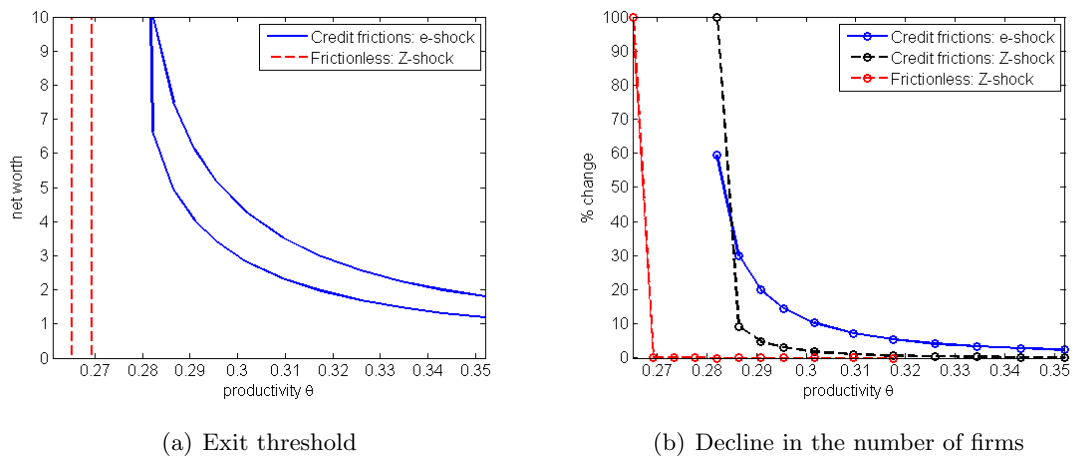 10
9
8
7
6
5
4
3
2
1
0
net worth
Credit frictions: e-shock
Frictionless: Z-shock
0.27 0.28 0.29 0.3 0.31 0.32 0.33 0.34 0.35
productivity θ
(a) Exit threshold
100
90
80
70
60
50
40
30
20
10
0
% change
Credit frictions: e-shock
Credit frictions: Z-shock
Frictionless: Z-shock
0.27 0.28 0.29 0.3 0.31 0.32 0.33 0.34 0.35
productivity θ
(b) Decline in the number of firms